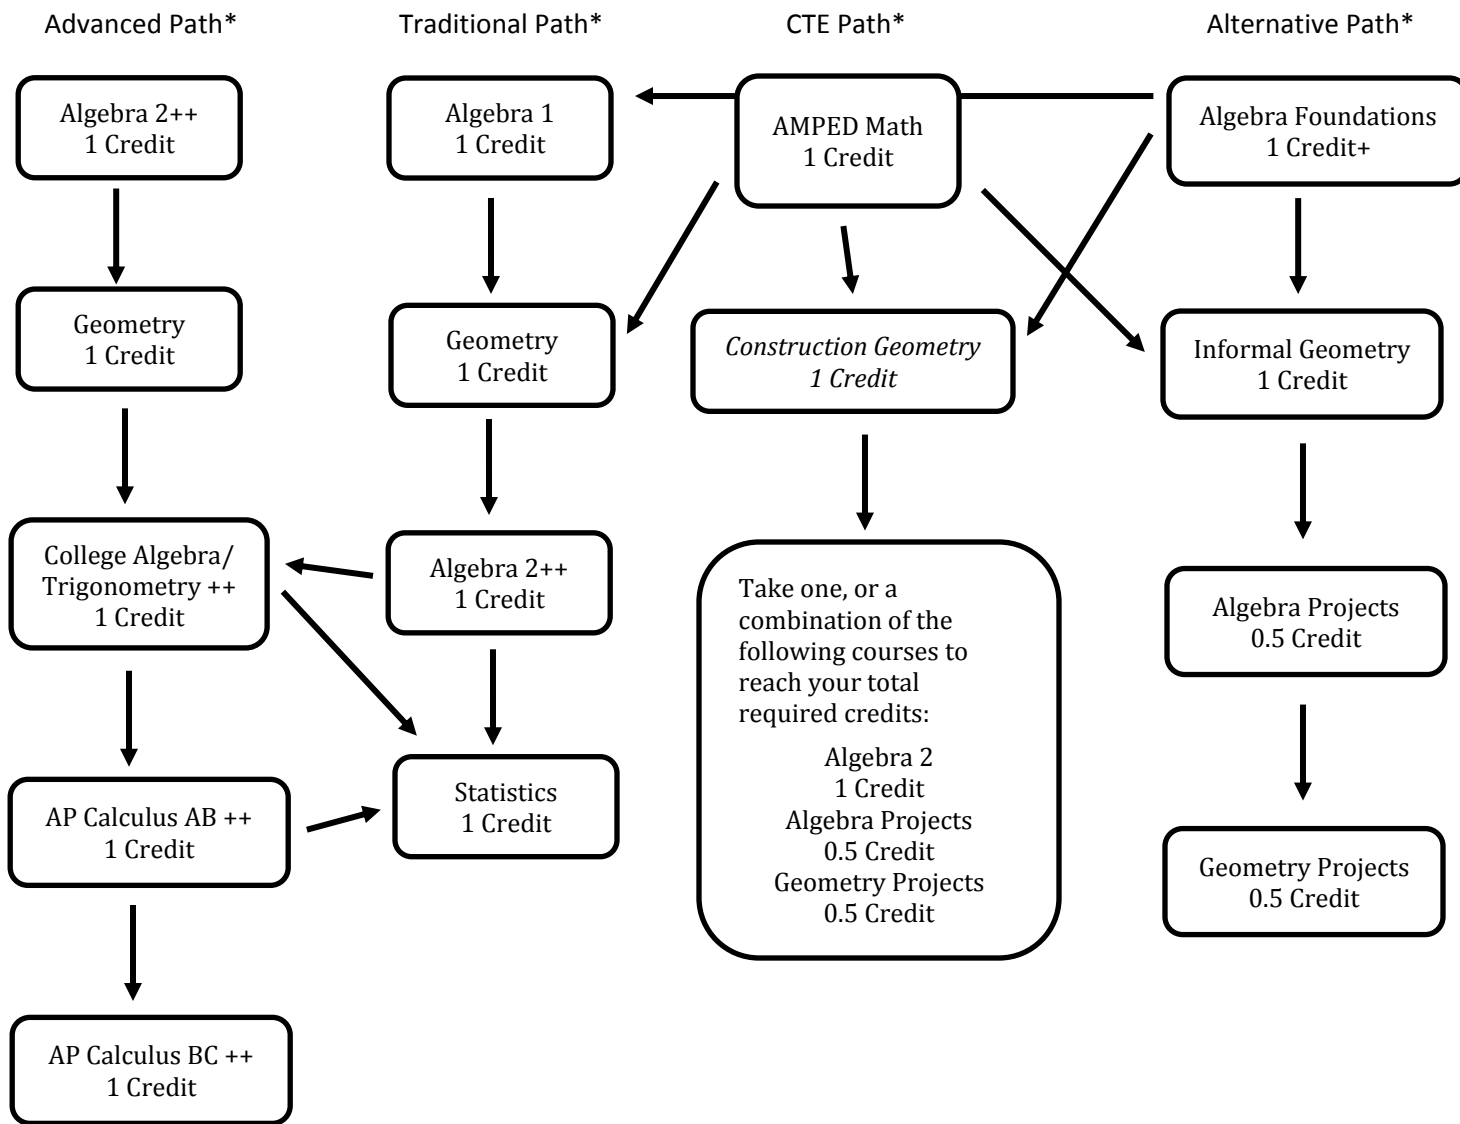 Advanced Path*
Traditional Path*
CTE Path*
Alternative Path*
Algebra 2++
1 Credit
Algebra 1
1 Credit
AMPED Math
1 Credit
Algebra Foundations
1 Credit+
Geometry
1 Credit
Geometry
1 Credit
Construction Geometry
1 Credit
Informal Geometry
1 Credit
College Algebra/
Trigonometry ++
1 Credit
Algebra 2++
1 Credit
Take one, or a
combination of the
following courses to
reach your total
required credits:
Algebra 2
1 Credit
Algebra Projects
0.5 Credit
Geometry Projects
0.5 Credit
Algebra Projects
0.5 Credit
AP Calculus AB ++
1 Credit
Statistics
1 Credit
Geometry Projects
0.5 Credit
AP Calculus BC ++
1 Credit